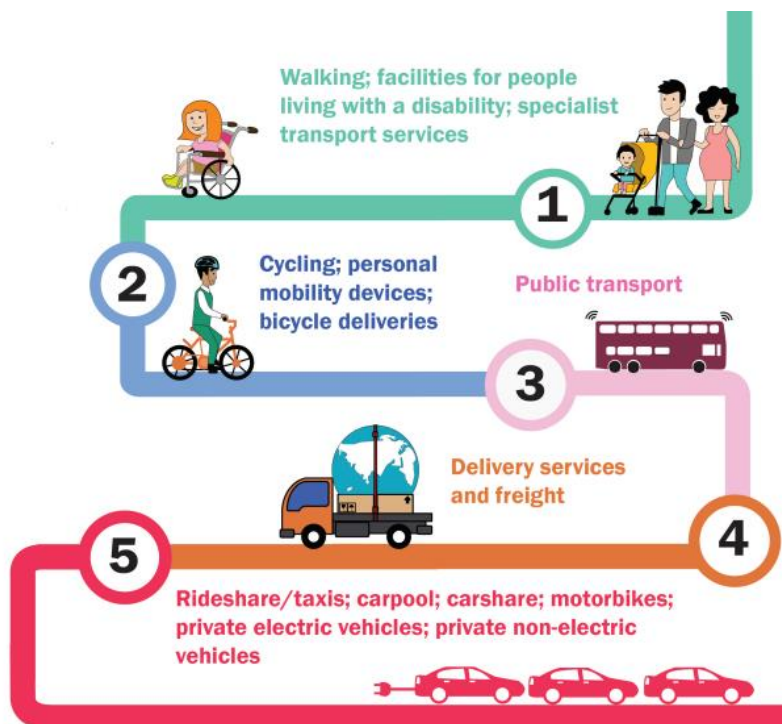 Walking; facilities for people
living with a disability; specialist
transport services
1
2
Cycling; personal
mobility devices;
bicycle deliveries
Public transport
3
Delivery services
and freight
4
5
Rideshare/taxis; carpool; carshare; motorbikes;
private electric vehicles; private non-electric
vehicles